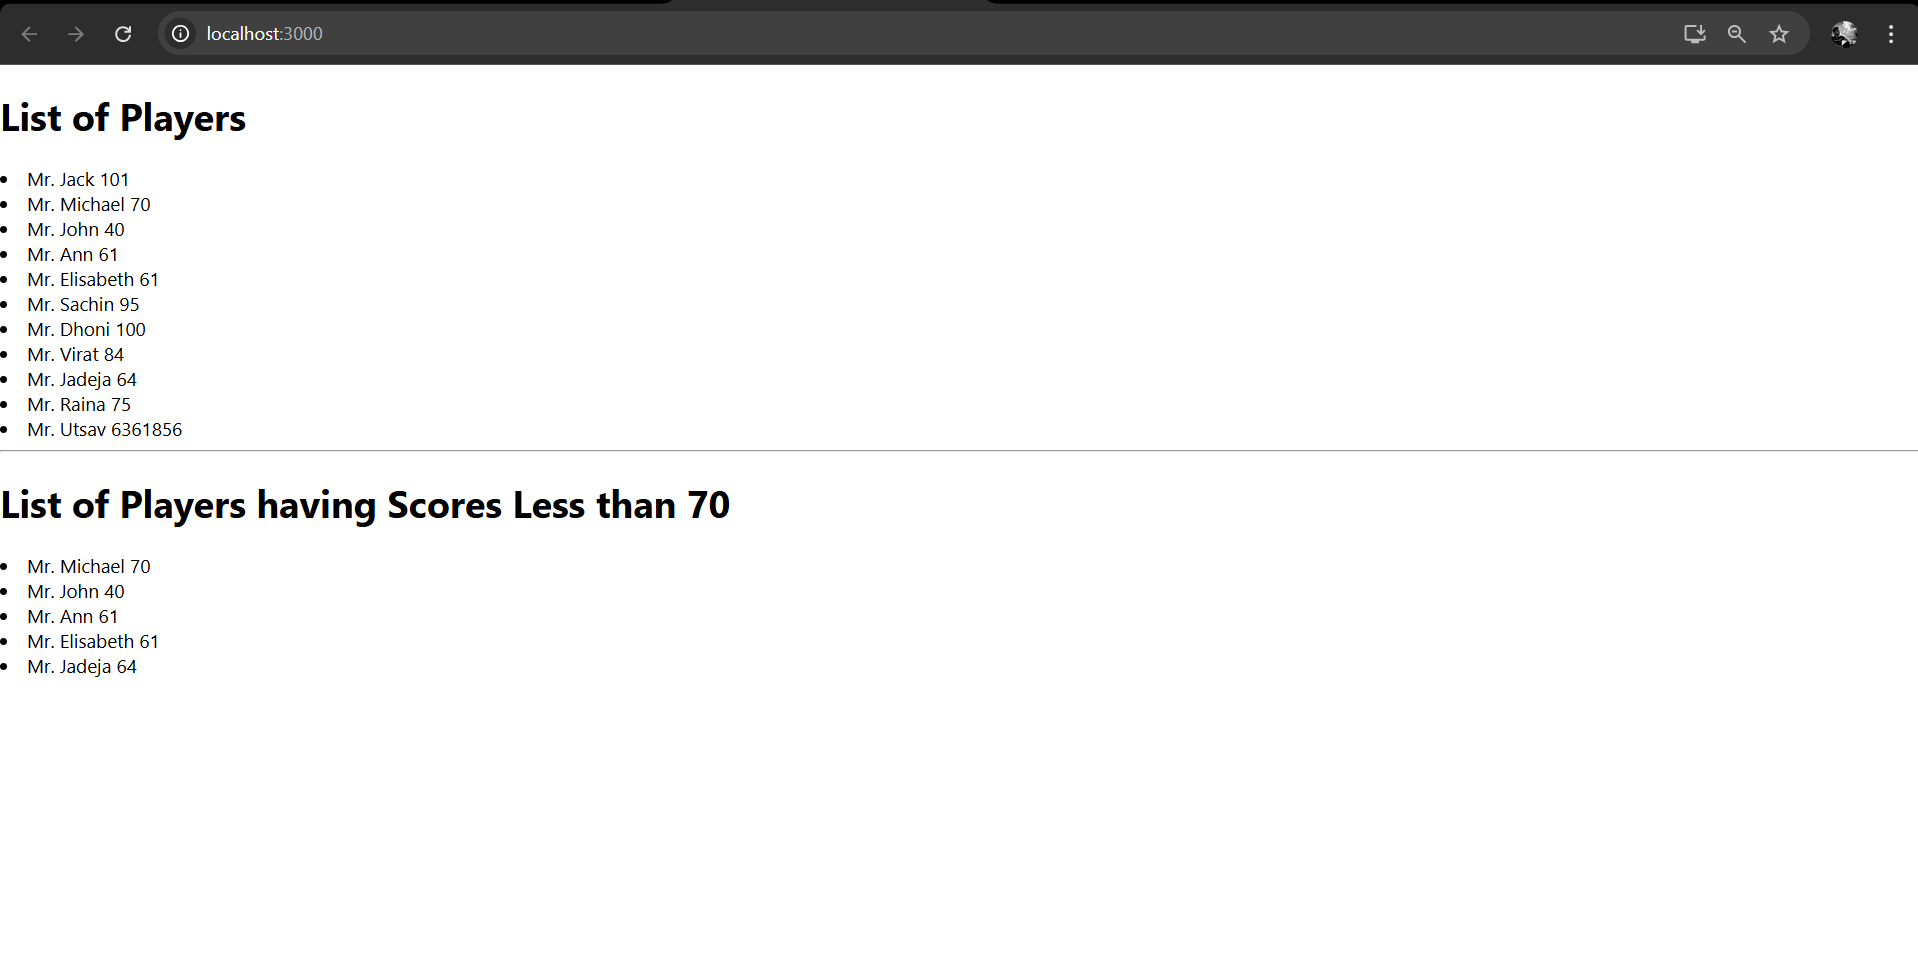 localhost:3000
List of Players
Mr. Jack 101
Mr. Michael 70
Mr. John 40
Mr. Ann 61
Mr. Elisabeth 61
Mr. Sachin 95
Mr. Dhoni 100
Mr. Virat 84
Mr. Jadeja 64
Mr. Raina 75
Mr. Utsav 6361856
List of Players having Scores Less than 70
Mr. Michael 70
Mr. John 40
Mr. Ann 61
Mr. Elisabeth 61
Mr. Jadeja 64